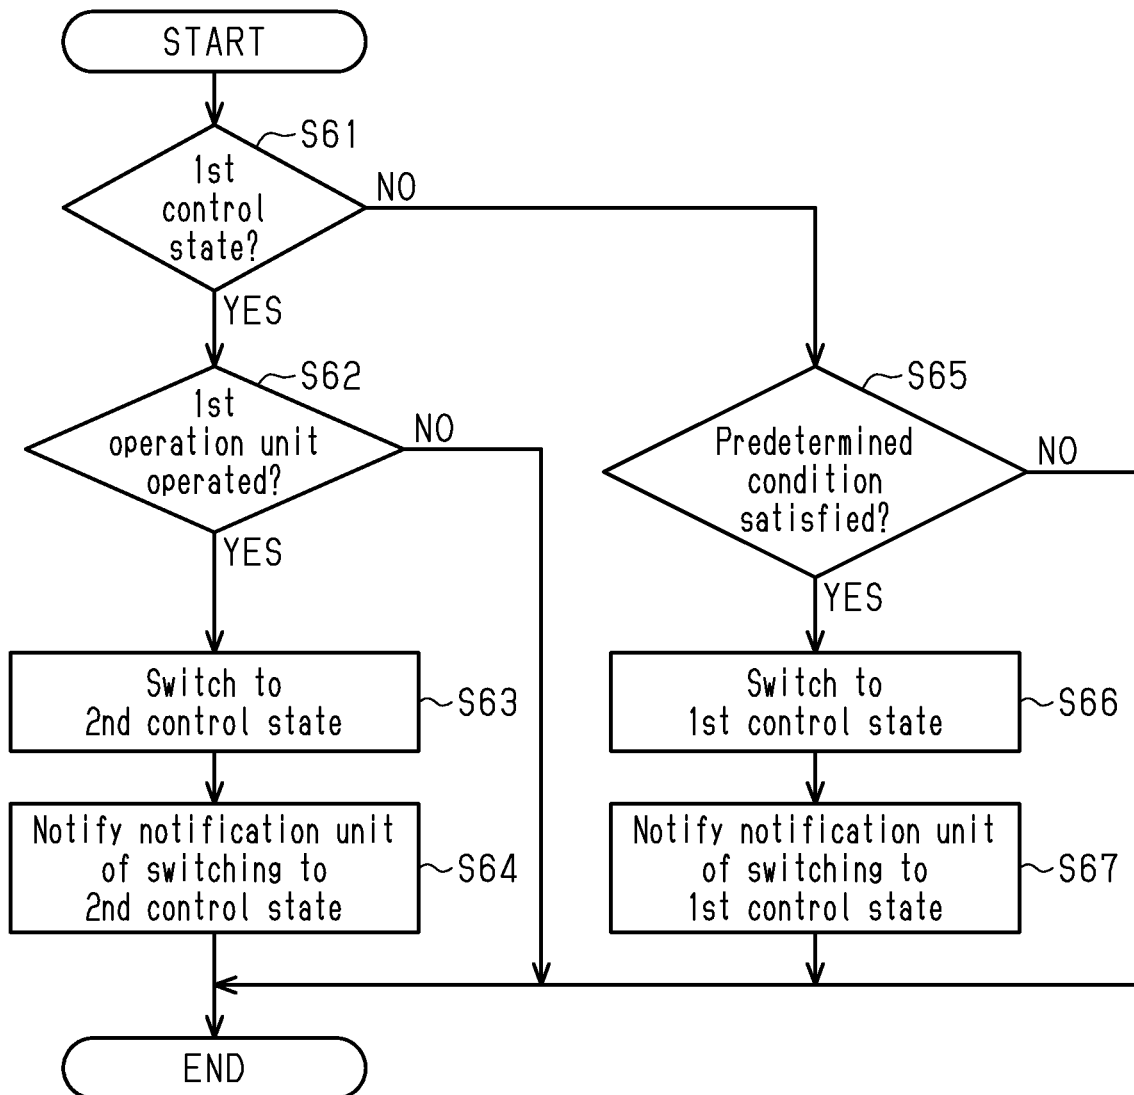 START
S61
1st
control
state?
NO
YES
S62
1st
operation unit
operated?
NO
YES
S65
Predetermined
condition
satisfied?
NO
YES
Switch to
2nd control state
S63
Switch to
1st control state
S66
Notify notification unit
of switching to
2nd control state
S64
Notify notification unit
of switching to
1st control state
S67
END